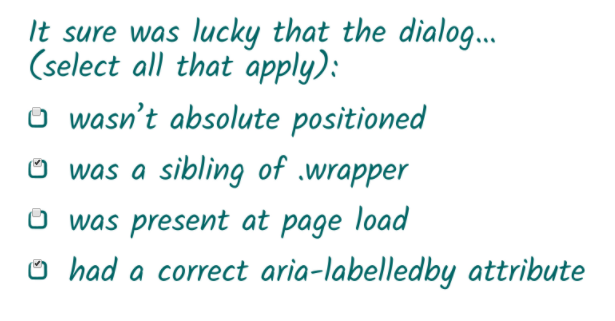 It sure was lucky that the dialog...
(select all that apply):
wasn’t absolute positioned
was a sibling of .wrapper
was present at page load
had a correct aria-labelledby attribute